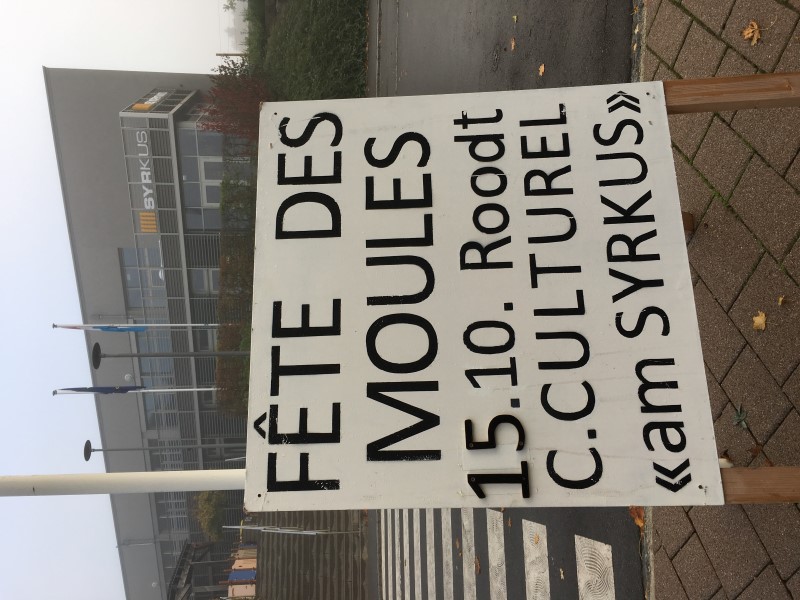 FÊTE DES
MOULES
15.10. Roodt
C.CULTUREL
«am SYRKUS»
SYRKUS